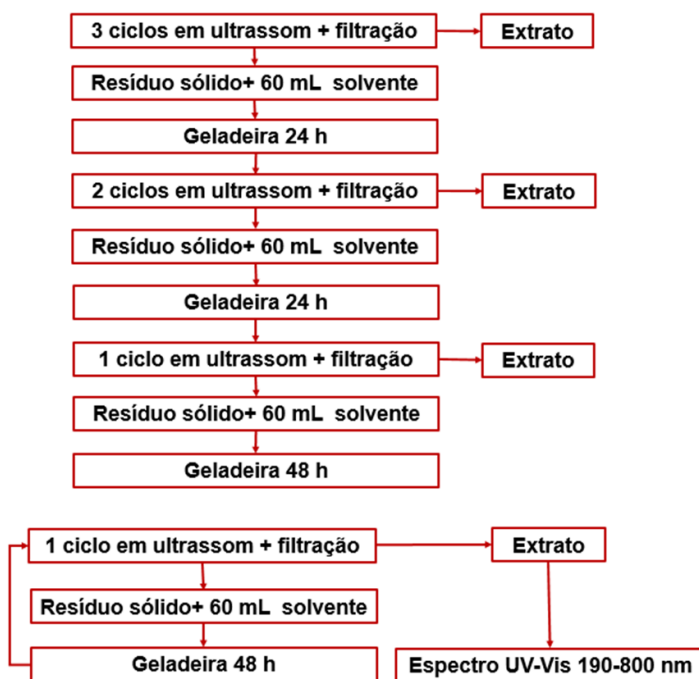 3 ciclos em ultrassom + filtração
Extrato
Resíduo sólido+ 60 mL solvente
Geladeira 24 h
2 ciclos em ultrassom + filtração
Extrato
Resíduo sólido+ 60 mL solvente
Geladeira 24 h
1 ciclo em ultrassom + filtração
Extrato
Resíduo sólido+ 60 mL solvente
Geladeira 48 h
1 ciclo em ultrassom + filtração
Extrato
Resíduo sólido+ 60 mL solvente
Geladeira 48 h
Espectro UV-Vis 190-800 nm